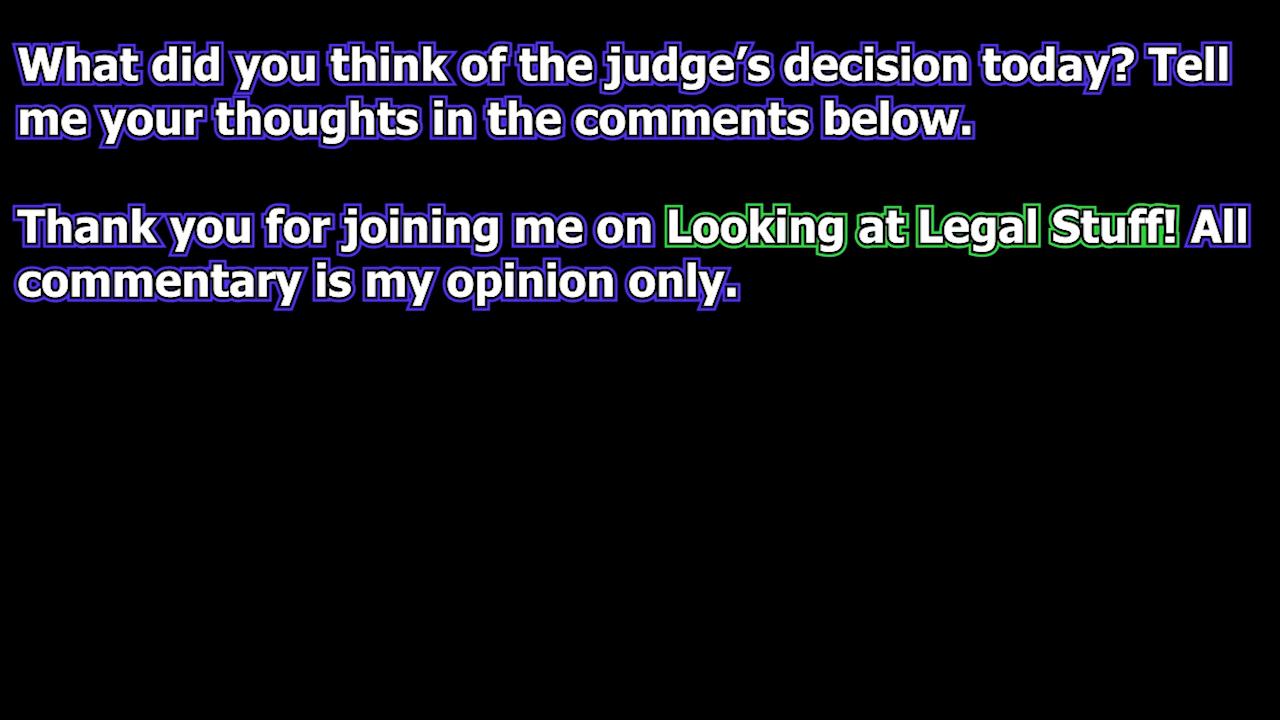 What did you think of the judge’s decision today? Tell
me your thoughts in the comments below.
Thank you for joining me on Looking at Legal Stuff! All
commentary is my opinion only.